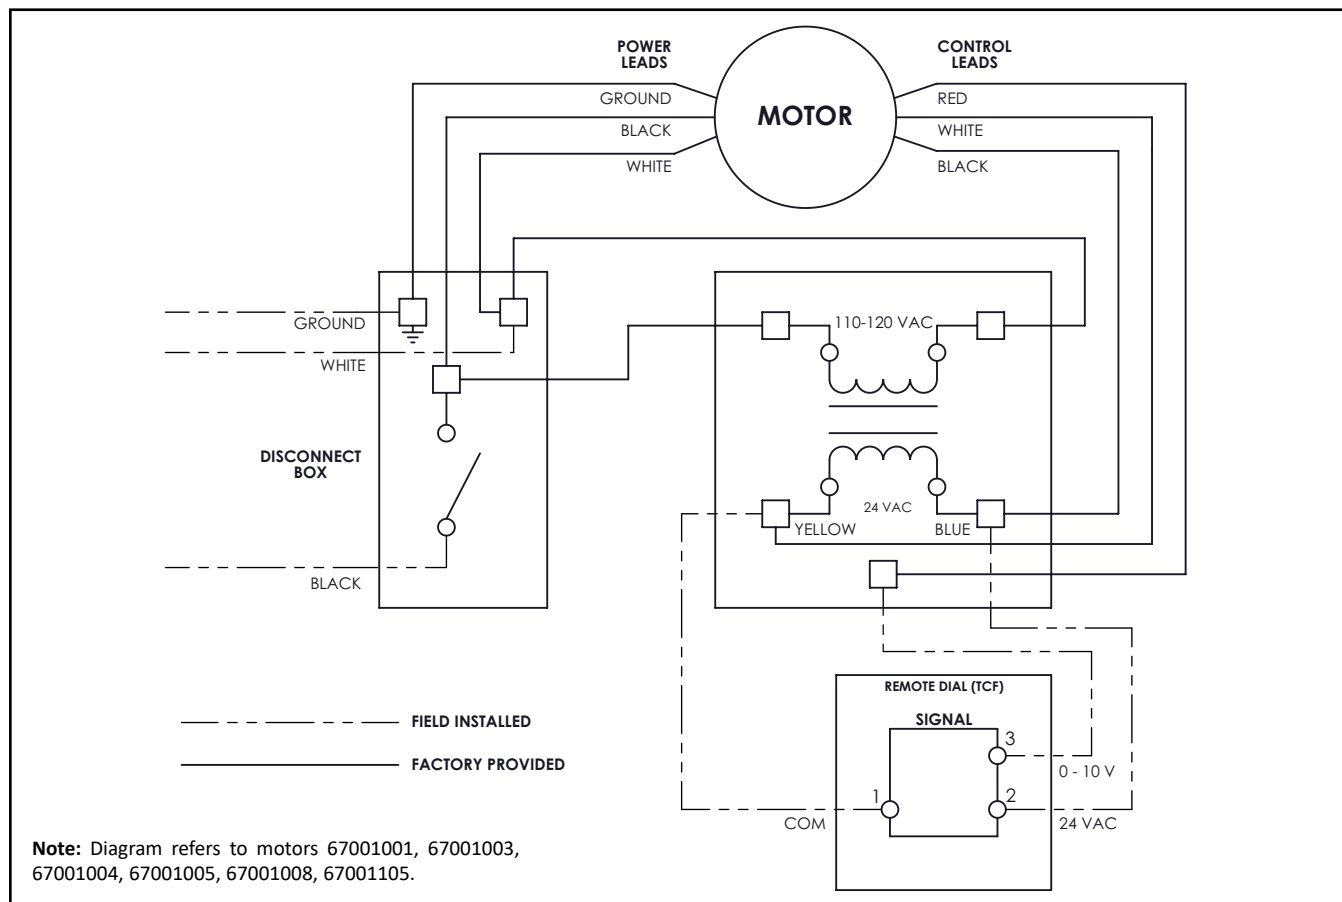 POWER
LEADS
CONTROL
LEADS
GROUND
RED
MOTOR
BLACK
WHITE
WHITE
BLACK
110-120 VAC
GROUND
WHITE
DISCONNECT
BOX
24 VAC
YELLOW
BLUE
BLACK
REMOTE DIAL (TCF)
SIGNAL
FIELD INSTALLED
3
FACTORY PROVIDED
0 - 10 V
1
2
COM
24 VAC
Note: Diagram refers to motors 67001001, 67001003,
67001004, 67001005, 67001008, 67001105.